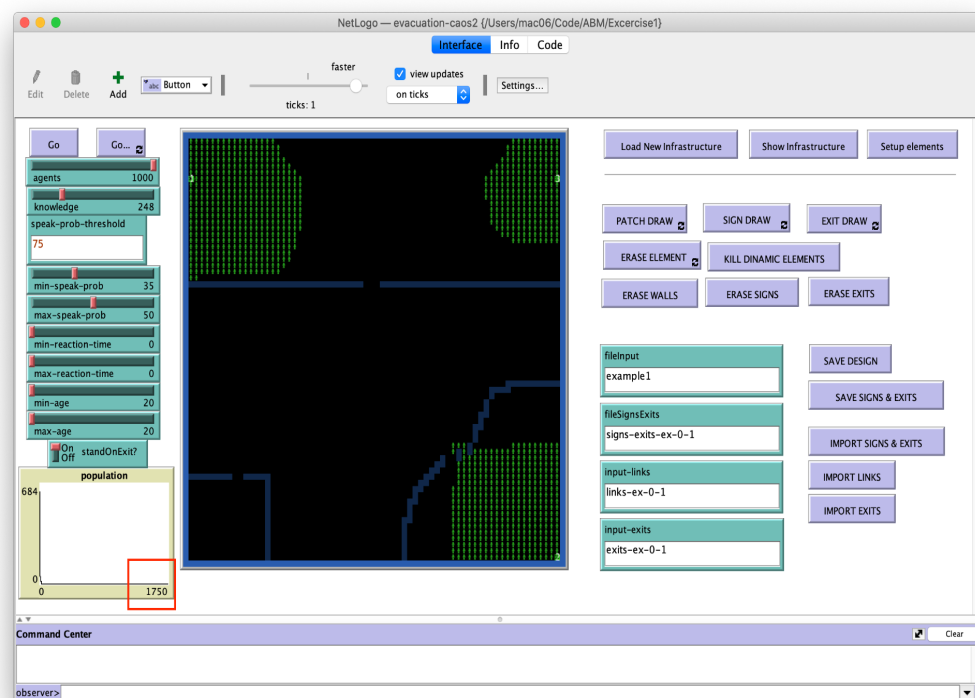 NetLogo — evacuation-caos2 {/Users/mac06/Code/ABM/Excercise1}
Interface Info Code
Edit Delete Add abc Button faster view updates on ticks Settings...
ticks: 1
Go Go...
agents 1000
knowledge 248
speak-prob-threshold
75
min-speak-prob 35
max-speak-prob 50
min-reaction-time 0
max-reaction-time 0
min-age 20
max-age 20
On
Off standOnExit?
population
684
0
0 1750
Load New Infrastructure Show Infrastructure Setup elements
PATCH DRAW SIGN DRAW EXIT DRAW
ERASE ELEMENT KILL DINAMIC ELEMENTS
ERASE WALLS ERASE SIGNS ERASE EXITS
fileInput
example1
fileSignsExits
signs-exits-ex-0-1
input-links
links-ex-0-1
input-exits
exits-ex-0-1
SAVE DESIGN
SAVE SIGNS & EXITS
IMPORT SIGNS & EXITS
IMPORT LINKS
IMPORT EXITS
Command Center Clear
observer>